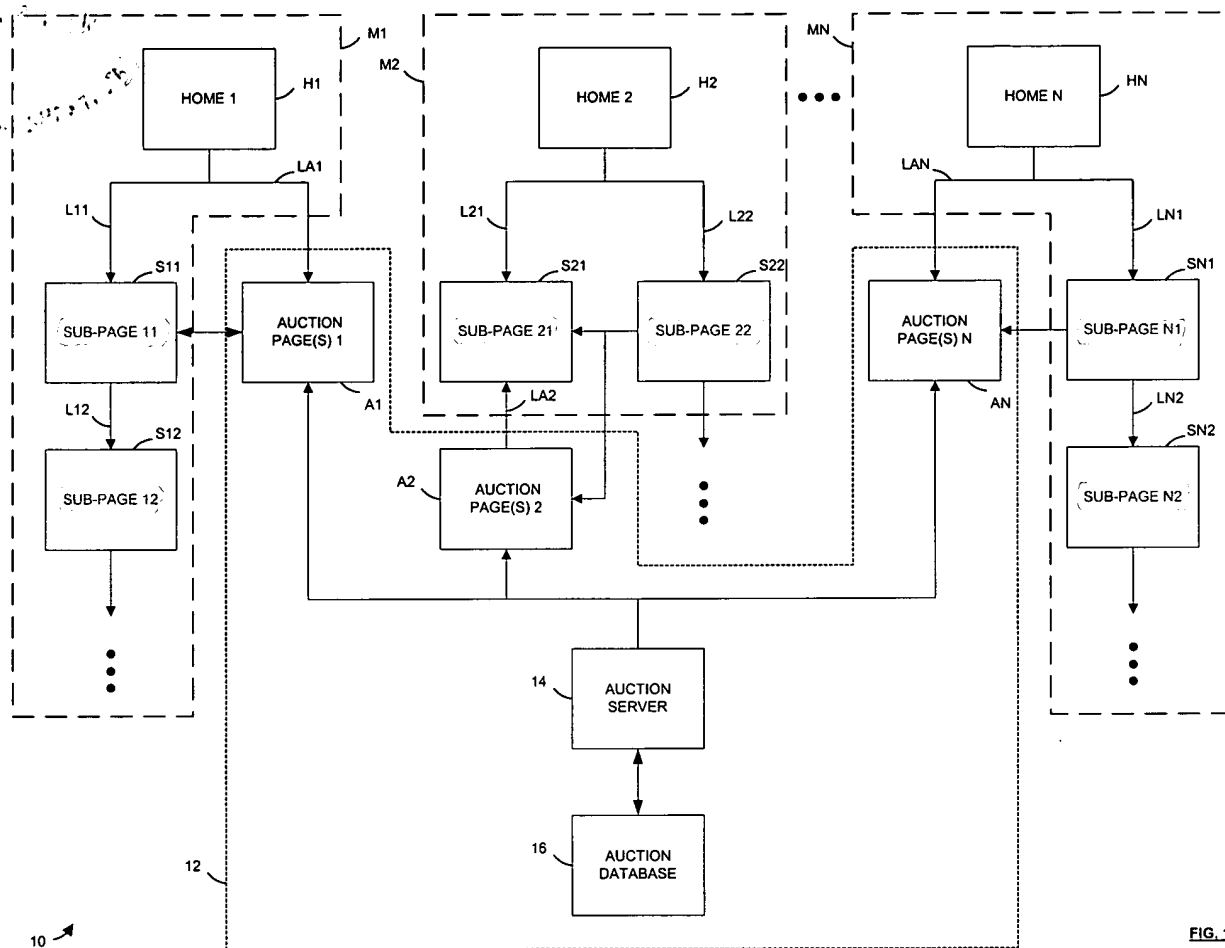 M1
M2
MN
HOME 1
H1
HOME 2
H2
HOME N
HN
LA1
L11
L21
L22
LAN
LN1
S11
S21
S22
SN1
SUB-PAGE 11
AUCTION
PAGE(S) 1
SUB-PAGE 21
SUB-PAGE 22
AUCTION
PAGE(S) N
SUB-PAGE N1
A1
LA2
AN
L12
LN2
S12
SN2
SUB-PAGE 12
A2
AUCTION
PAGE(S) 2
SUB-PAGE N2
14
AUCTION
SERVER
16
AUCTION
DATABASE
12
10
FIG.